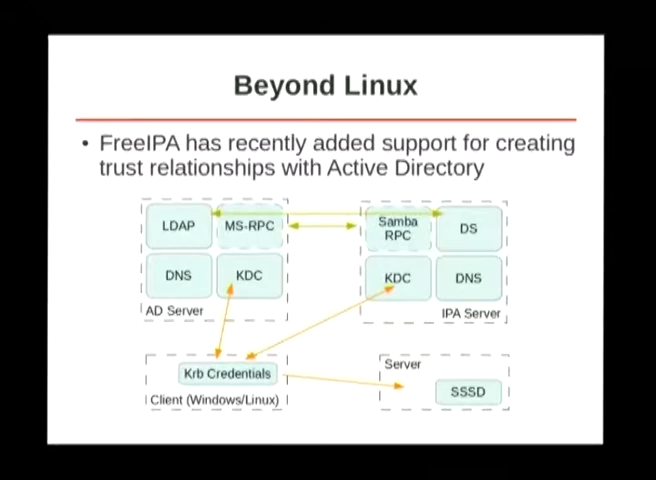 Beyond Linux
• FreeIPA has recently added support for creating
trust relationships with Active Directory
LDAP
MS-RPC
DNS
KDC
AD Server
Samba
RPC
DS
KDC
DNS
IPA Server
Krb Credentials
Client (Windows/Linux)
Server
SSSD